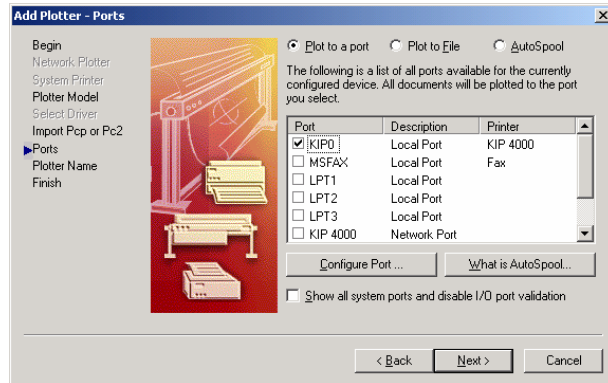 Add Plotter - Ports
Begin
Network Plotter
System Printer
Plotter Model
Select Driver
Import Pcp or Pc2
Ports
Plotter Name
Finish
Plot to a port Plot to File AutoSpool
The following is a list of all ports available for the currently
configured device. All documents will be plotted to the port
you select.
Port Description Printer
KIP0 Local Port KIP 4000
MSFAX Local Port Fax
LPT1 Local Port
LPT2 Local Port
LPT3 Local Port
KIP 4000 Network Port
Configure Port ... What is AutoSpool...
Show all system ports and disable I/O port validation
< Back Next > Cancel